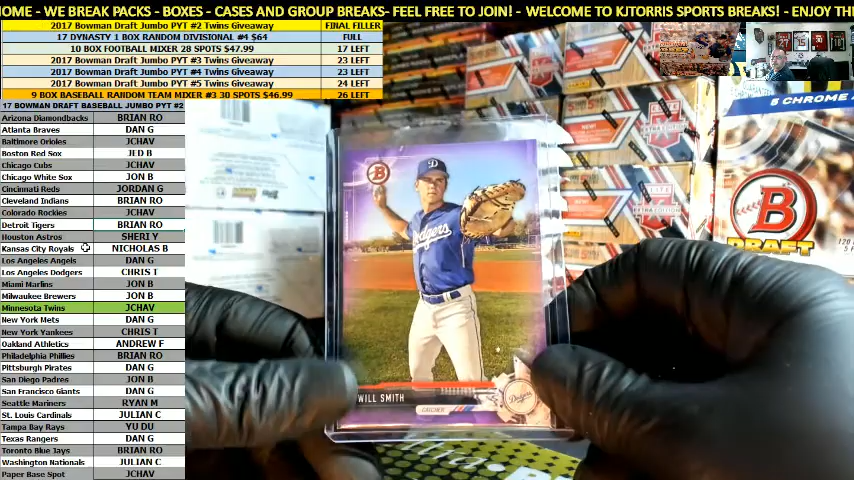 HOME - WE BREAK PACKS - BOXES - CASES AND GROUP BREAKS- FEEL FREE TO JOIN! - WELCOME TO KJTORRIS SPORTS BREAKS! - ENJOY
2017 Bowman Draft Jumbo PYT #2 Twins Giveaway FINAL FILLER
17 DYNASTY 1 BOX RANDOM DIVISIONAL #4 $64 FULL
10 BOX FOOTBALL MIXER 28 SPOTS $47.99 17 LEFT
2017 Bowman Draft Jumbo PYT #3 Twins Giveaway 23 LEFT
2017 Bowman Draft Jumbo PYT #4 Twins Giveaway 23 LEFT
2017 Bowman Draft Jumbo PYT #5 Twins Giveaway 24 LEFT
9 BOX BASEBALL RANDOM TEAM MIXER #3 30 SPOTS $46.99 26 LEFT
17 BOWMAN DRAFT BASEBALL JUMBO PYT #2
Arizona Diamondbacks BRIAN RO
Atlanta Braves DAN G
Baltimore Orioles JCHAV
Boston Red Sox JED B
Chicago Cubs JCHAV
Chicago White Sox JON B
Cincinnati Reds JORDAN G
Cleveland Indians BRIAN RO
Colorado Rockies JCHAV
Detroit Tigers BRIAN RO
Houston Astros SHERI Y
Kansas City Royals NICHOLAS B
Los Angeles Angels DAN G
Los Angeles Dodgers CHRIS T
Miami Marlins JON B
Milwaukee Brewers JON B
Minnesota Twins JCHAV
New York Mets DAN G
New York Yankees CHRIS T
Oakland Athletics ANDREW F
Philadelphia Phillies BRIAN RO
Pittsburgh Pirates DAN G
San Diego Padres JON B
San Francisco Giants DAN G
Seattle Mariners RYAN M
St. Louis Cardinals JULIAN C
Tampa Bay Rays YU DU
Texas Rangers DAN G
Toronto Blue Jays BRIAN RO
Washington Nationals JULIAN C
Paper Base Spot JCHAV
B
D
Dodgers
WILL SMITH
CATCHER
Dodgers
ELITE
EXTRA EDITION
5 CHROME
B
DRAFT